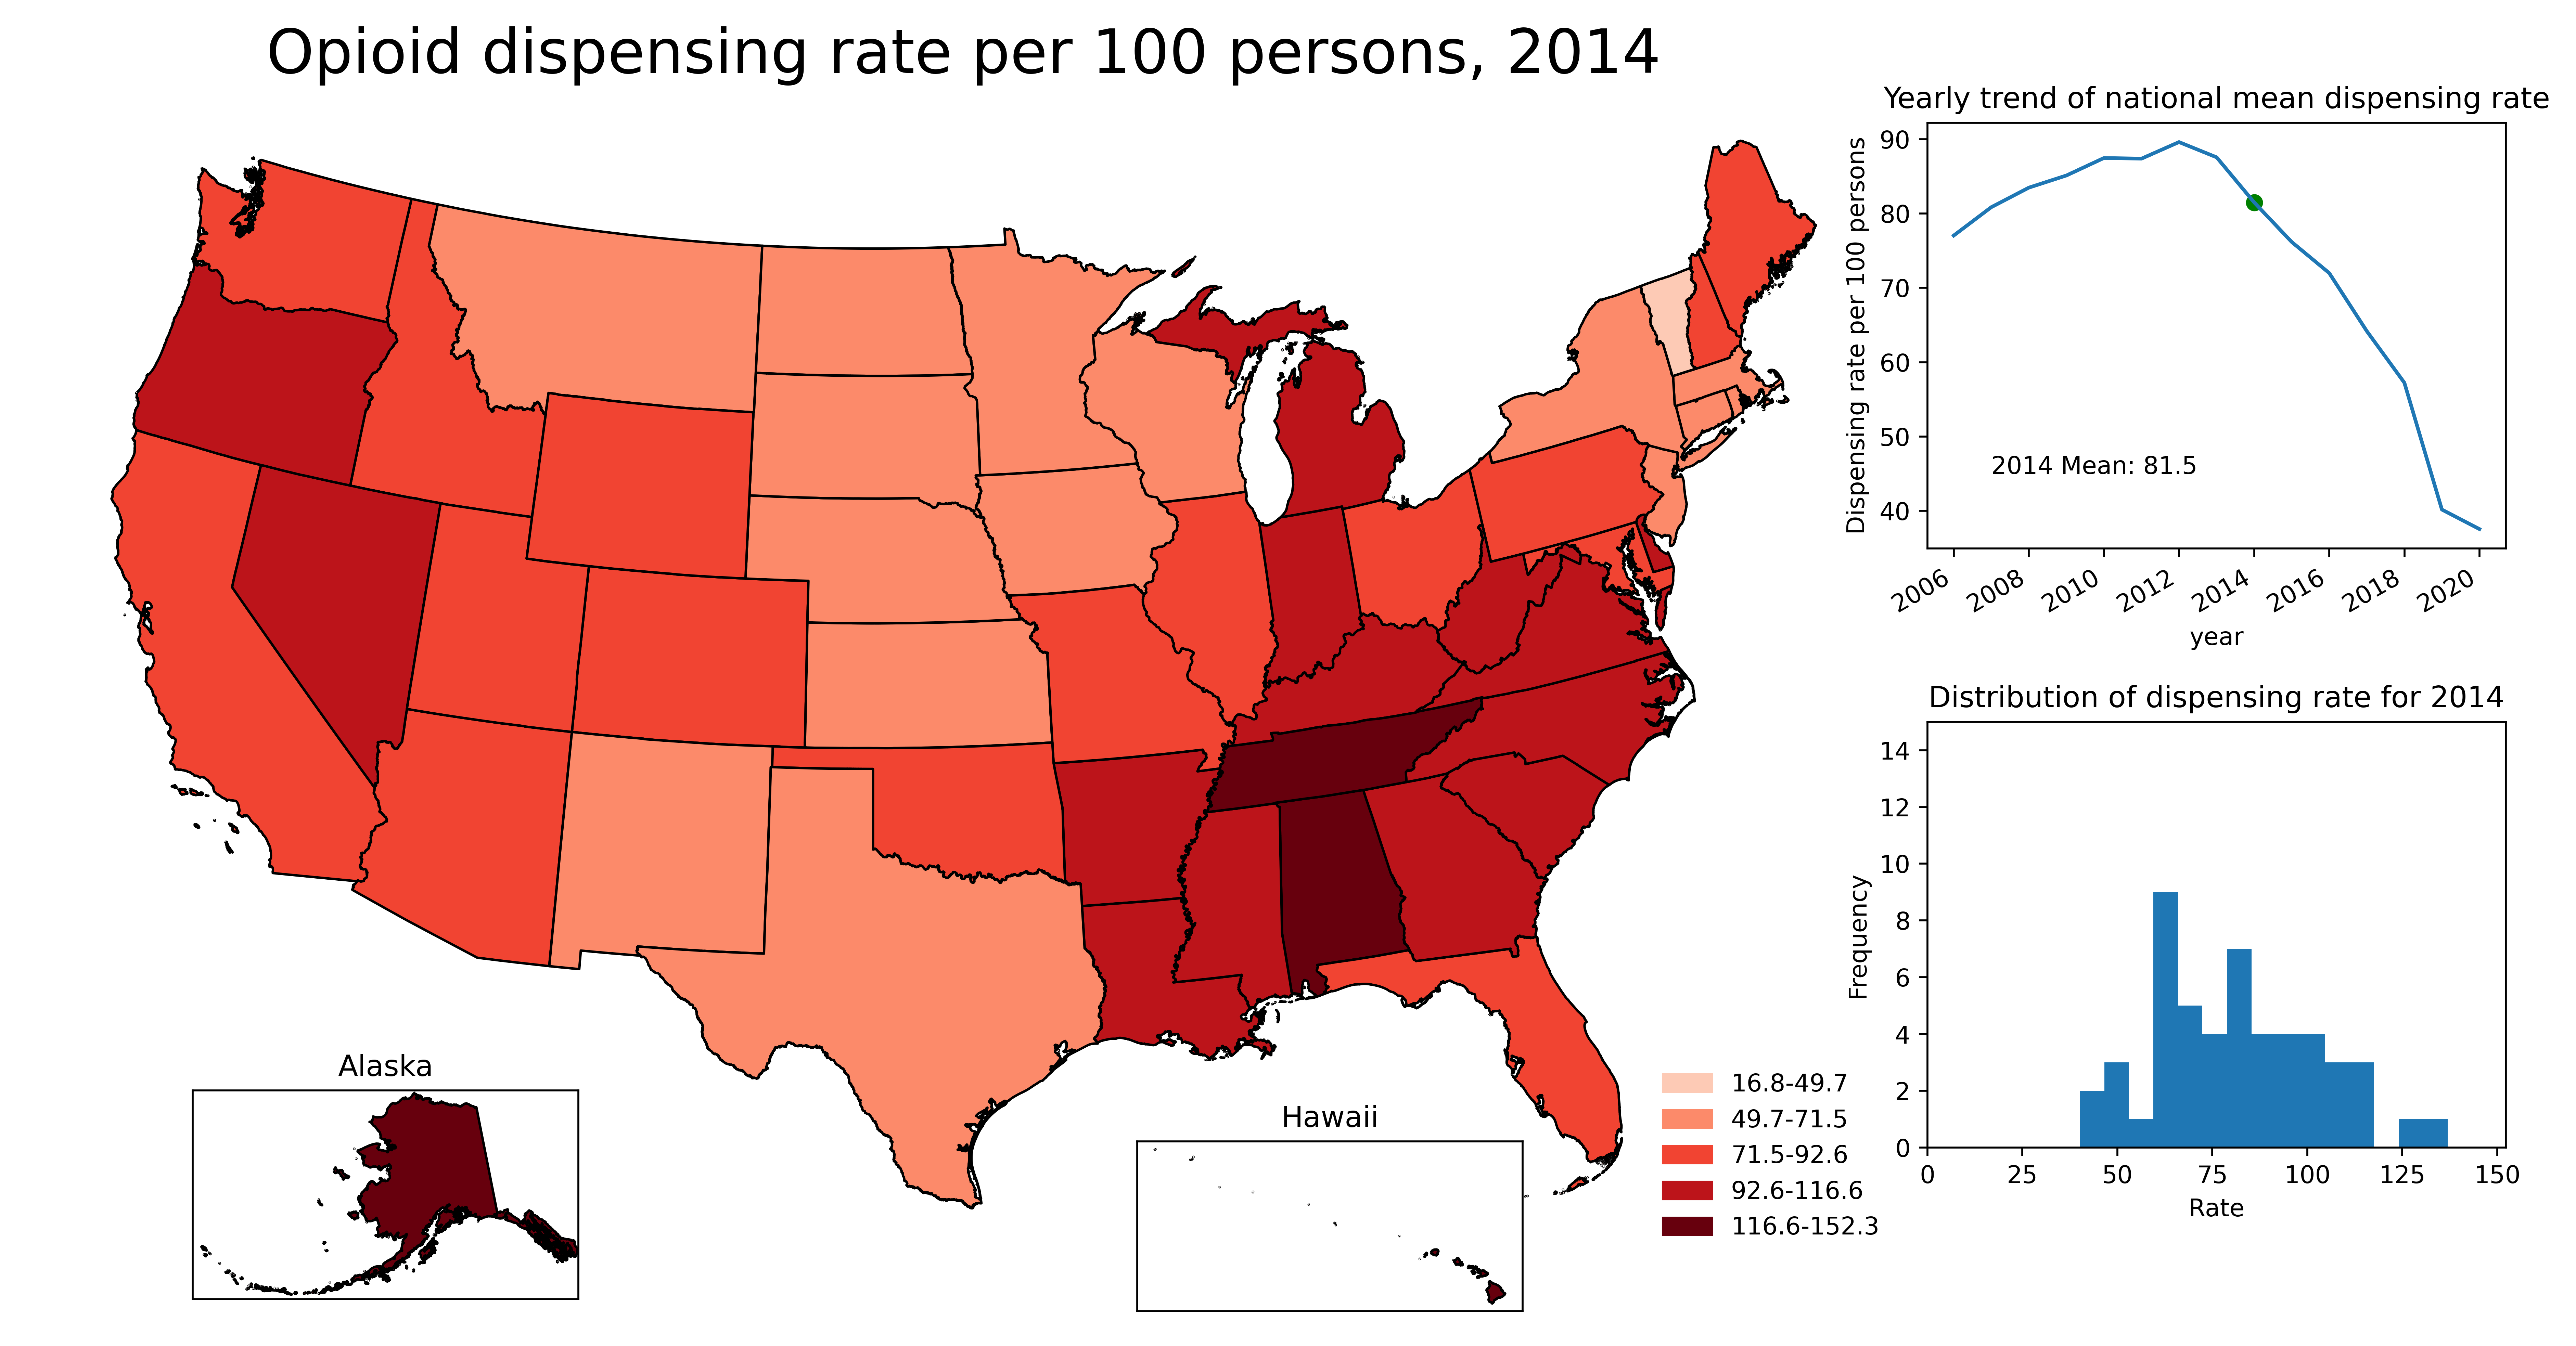 Opioid dispensing rate per 100 persons, 2014
Yearly trend of national mean dispensing rate
Dispensing rate per 100 persons
90
80
70
60
50
40
2014 Mean: 81.5
2006 2008 2010 2012 2014 2016 2018 2020
year
Distribution of dispensing rate for 2014
Frequency
14
12
10
8
6
4
2
0
0 25 50 75 100 125 150
Rate
Alaska
Hawaii
16.8-49.7
49.7-71.5
71.5-92.6
92.6-116.6
116.6-152.3